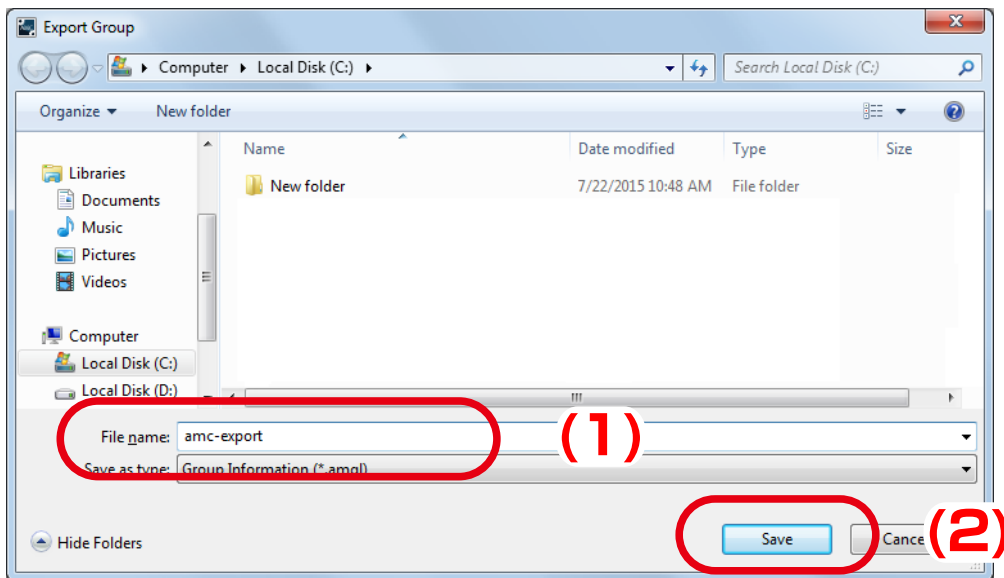 Export Group
Computer Local Disk (C:)
Search Local Disk (C:)
Organize New folder
Name Date modified Type Size
Libraries
Documents
Music
Pictures
Videos
Computer
Local Disk (C:)
Local Disk (D:)
New folder 7/22/2015 10:48 AM File folder
File name: amc-export
(1)
Save as type: Group Information (*.amgl)
Hide Folders
Save
Cance
(2)